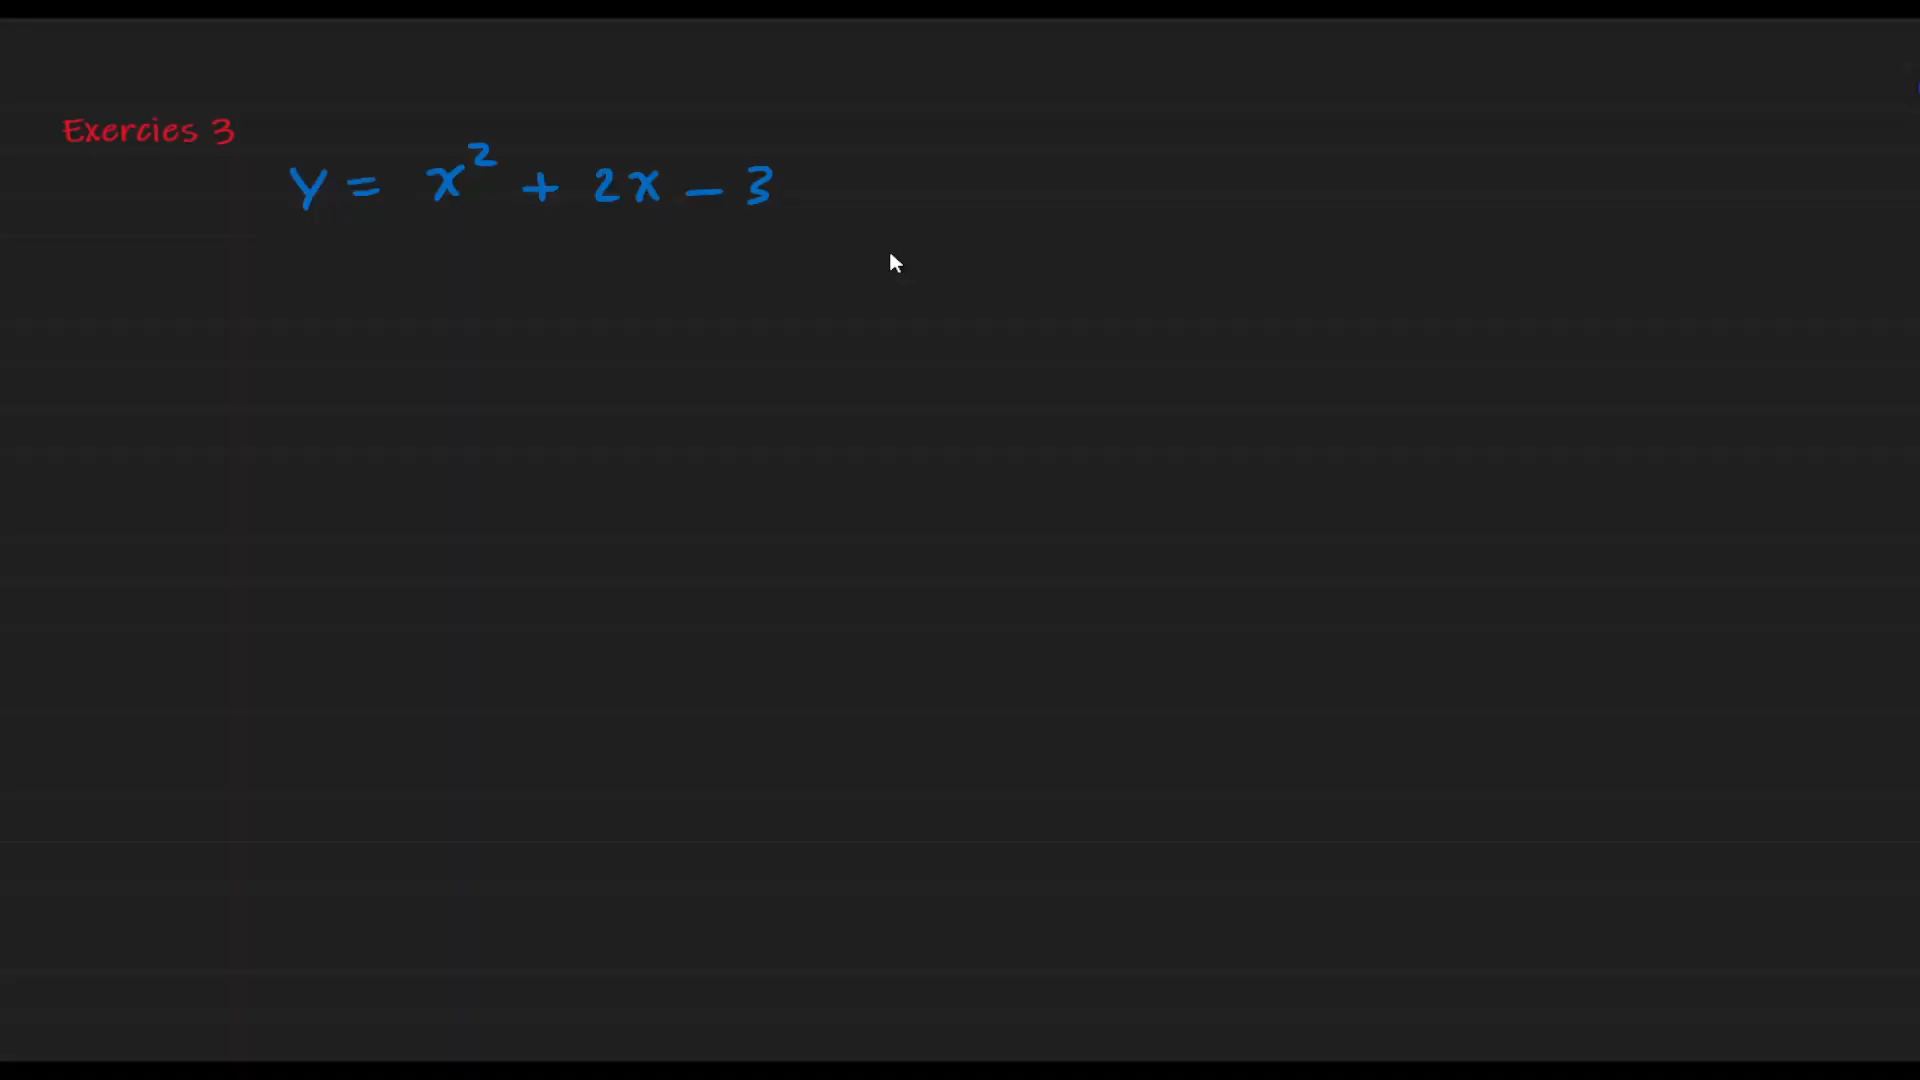 Exercies 3
y = x² + 2x - 3